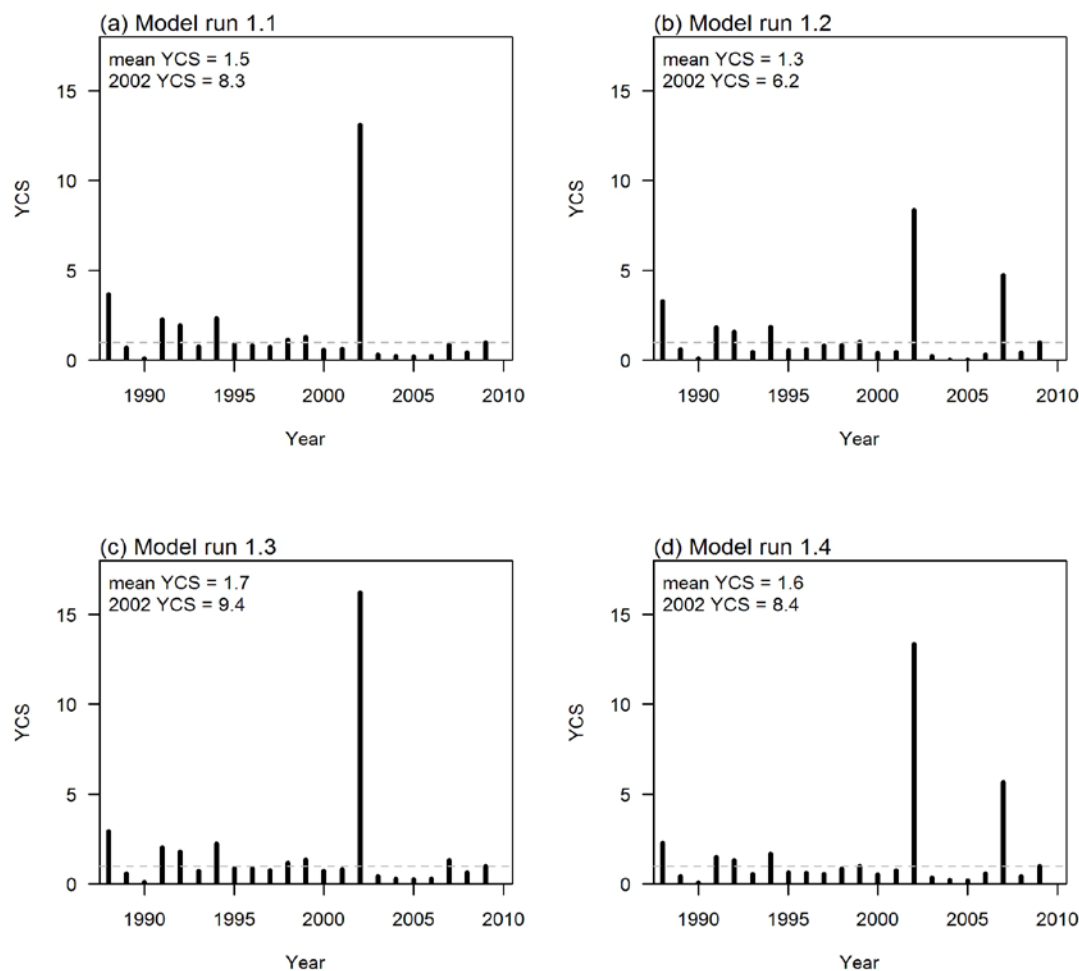 (a) Model run 1.1
mean YCS = 1.5
2002 YCS = 8.3
15
10
5
0
YCS
1990 1995 2000 2005 2010
Year
(b) Model run 1.2
mean YCS = 1.3
2002 YCS = 6.2
15
10
5
0
YCS
1990 1995 2000 2005 2010
Year
(c) Model run 1.3
mean YCS = 1.7
2002 YCS = 9.4
15
10
5
0
YCS
1990 1995 2000 2005 2010
Year
(d) Model run 1.4
mean YCS = 1.6
2002 YCS = 8.4
15
10
5
0
YCS
1990 1995 2000 2005 2010
Year